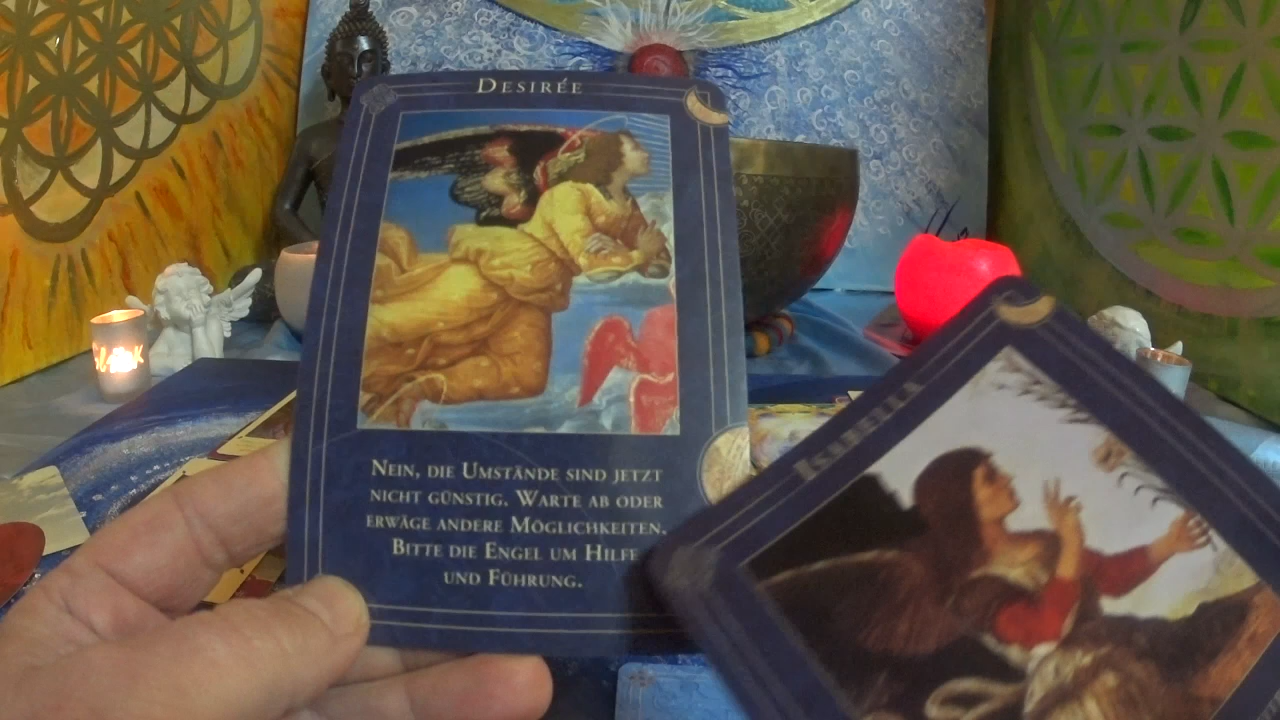 DESIRÉE
NEIN, DIE UMSTÄNDE SIND JETZT
NICHT GÜNSTIG. WARTE AB ODER
ERWÄGE ANDERE MÖGLICHKEITEN.
BITTE DIE ENGEL UM HILFE
UND FÜHRUNG.
ISABELLA